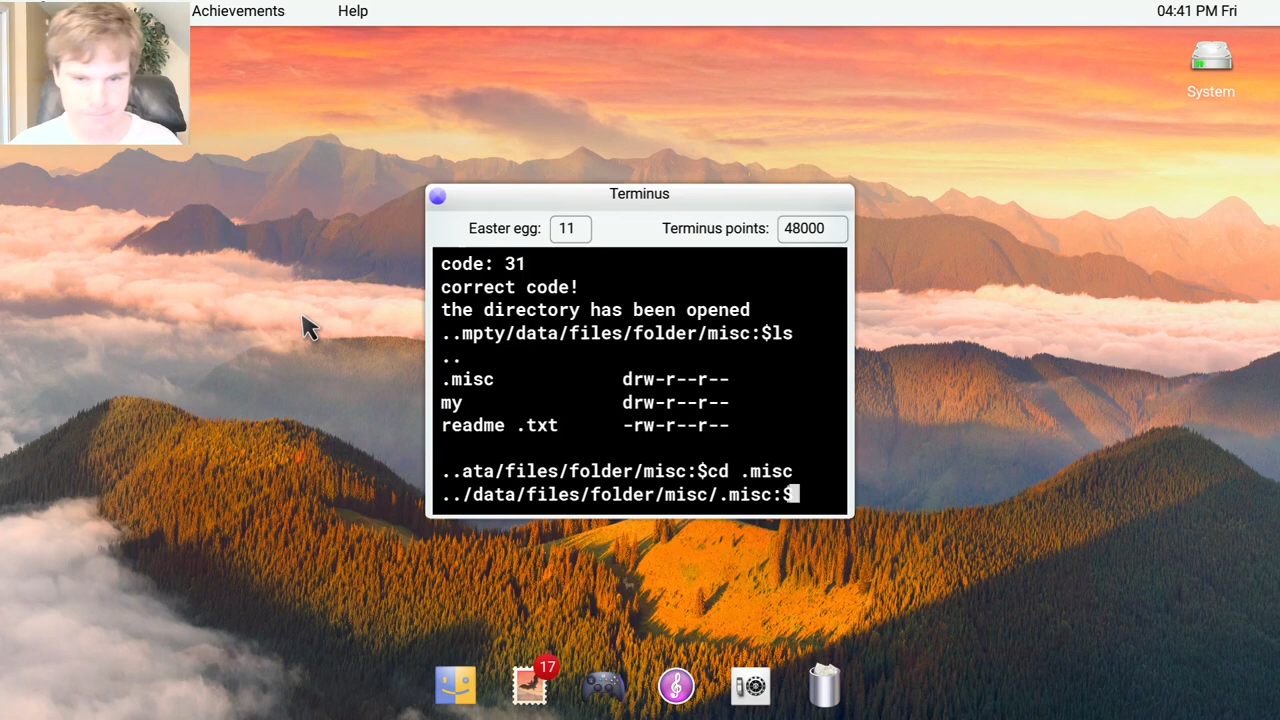 Achievements Help 04:41 PM Fri
System
Terminus
Easter egg: 11 Terminus points: 48000
code: 31
correct code!
the directory has been opened
..mpty/data/files/folder/misc:$ls
..
.misc drw-r--r--
my drw-r--r--
readme .txt -rw-r--r--
..ata/files/folder/misc:$cd .misc
../data/files/folder/misc/.misc:$
17